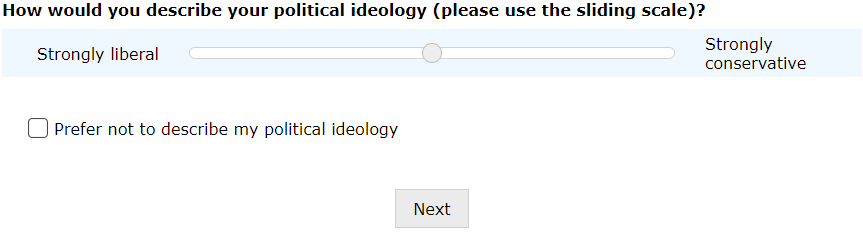 How would you describe your political ideology (please use the sliding scale)?
Strongly liberal
Strongly
conservative
Prefer not to describe my political ideology
Next